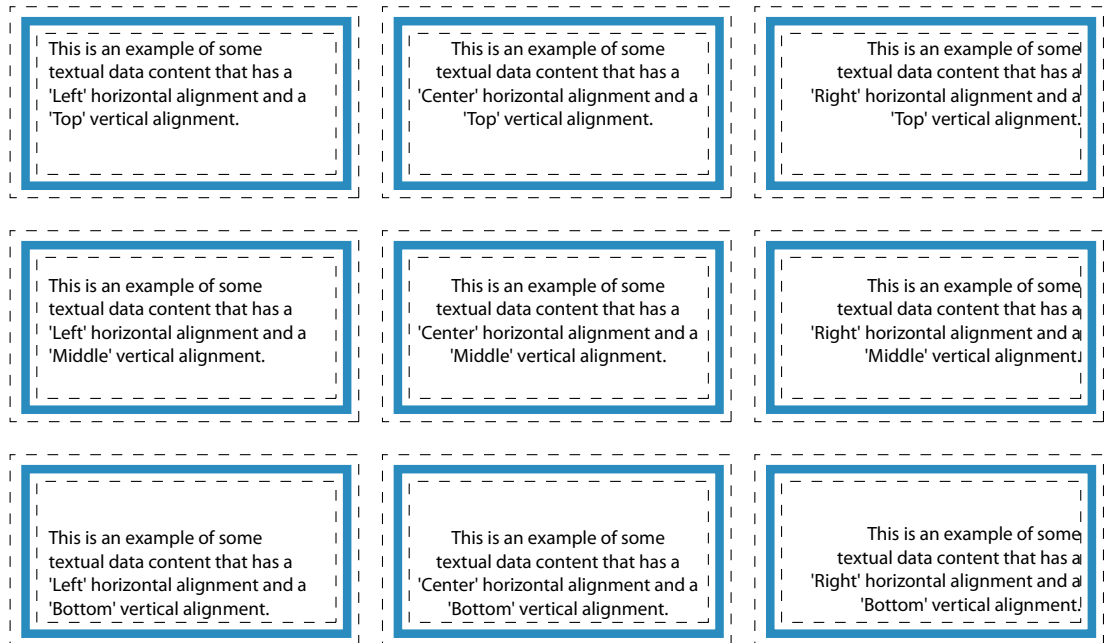 This is an example of some
textual data content that has a
'Left' horizontal alignment and a
'Top' vertical alignment.
This is an example of some
textual data content that has a
'Center' horizontal alignment and a
'Top' vertical alignment.
This is an example of some
textual data content that has a
'Right' horizontal alignment and a
'Top' vertical alignment.
This is an example of some
textual data content that has a
'Left' horizontal alignment and a
'Middle' vertical alignment.
This is an example of some
textual data content that has a
'Center' horizontal alignment and a
'Middle' vertical alignment.
This is an example of some
textual data content that has a
'Right' horizontal alignment and a
'Middle' vertical alignment.
This is an example of some
textual data content that has a
'Left' horizontal alignment and a
'Bottom' vertical alignment.
This is an example of some
textual data content that has a
'Center' horizontal alignment and a
'Bottom' vertical alignment.
This is an example of some
textual data content that has a
'Right' horizontal alignment and a
'Bottom' vertical alignment.